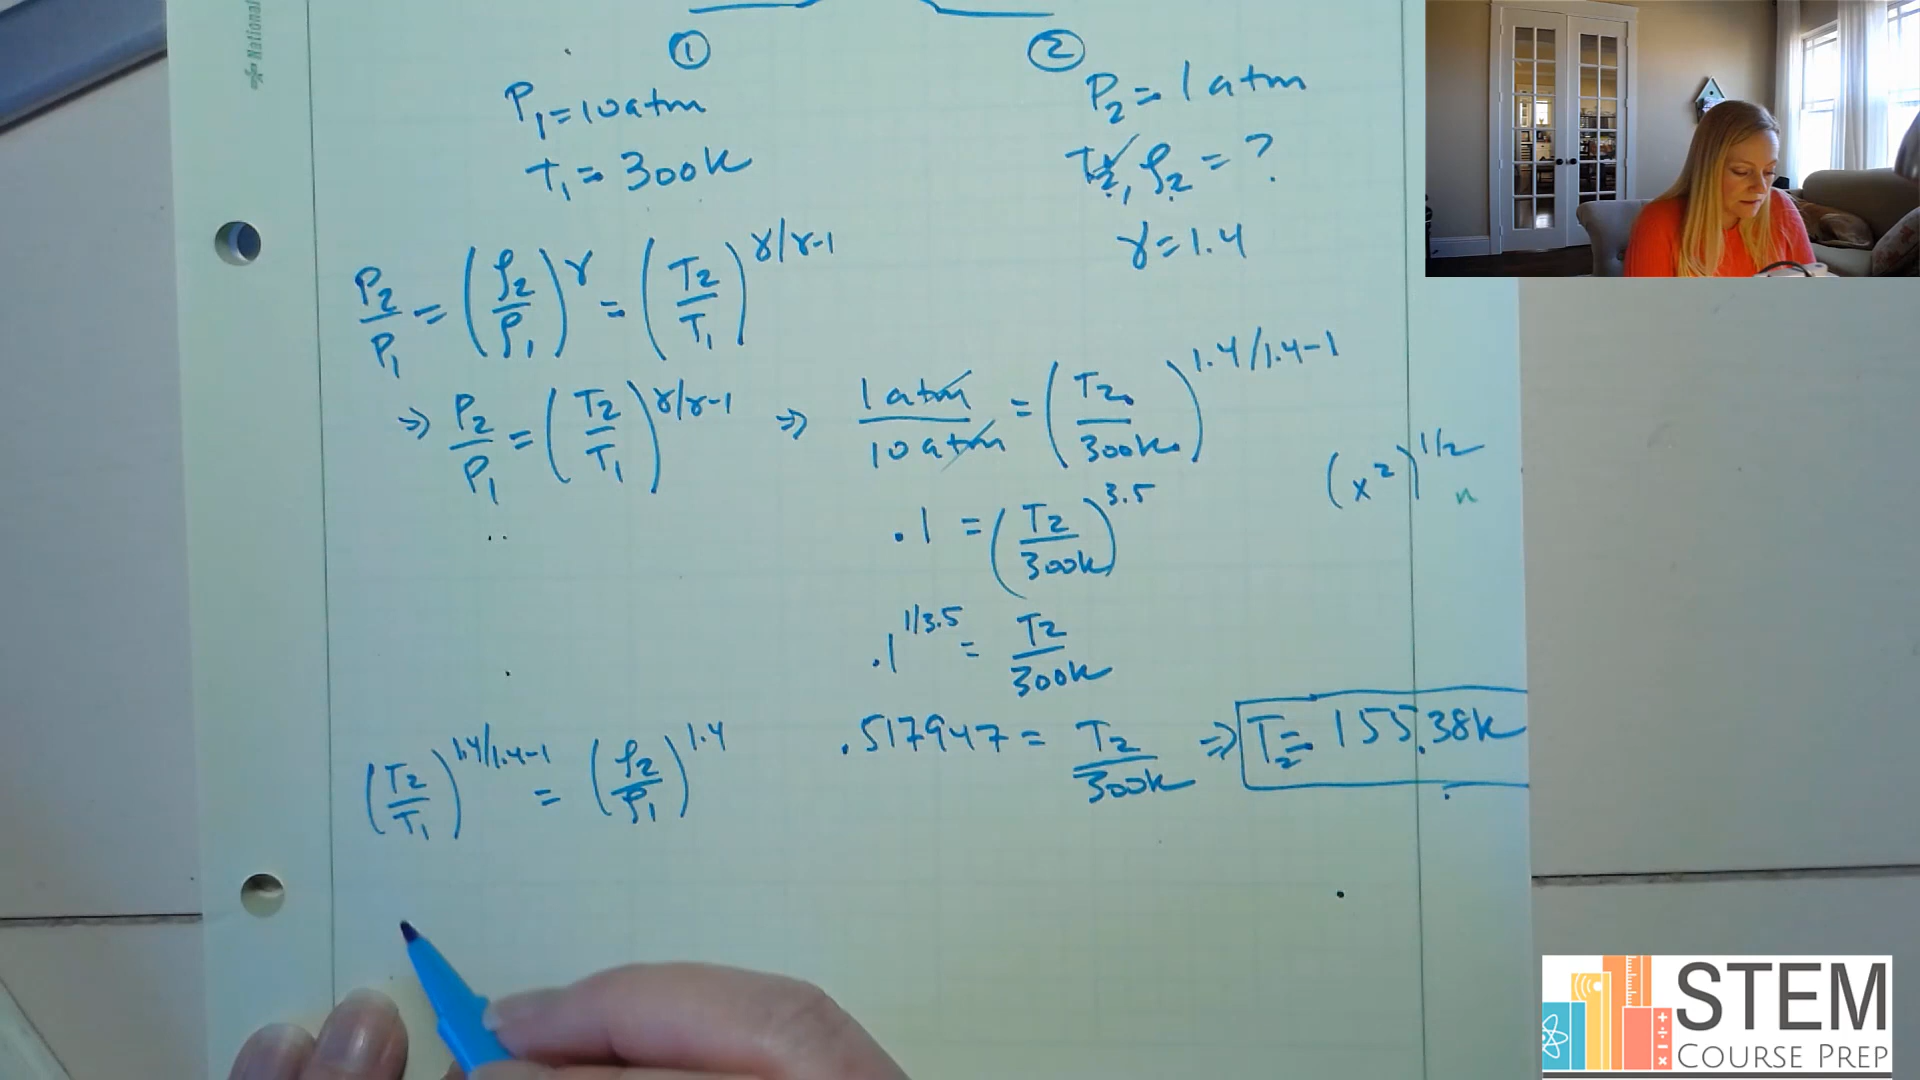 National
① ②
P₁ = 10 atm
T₁ = 300K
P₂ = 1 atm
T₂, ρ₂ = ?
γ = 1.4
P₂/P₁ = (ρ₂/ρ₁)^γ = (T₂/T₁)^γ/γ-1
⇒ P₂/P₁ = (T₂/T₁)^γ/γ-1 ⇒ 1 atm/10 atm = (T₂/300K)^1.4/1.4-1
(x²)^1/2
n
.1 = (T₂/300K)^3.5
.1^1/3.5 = T₂/300K
.517947 = T₂/300K ⇒ T₂ = 155.38K
(T₂/T₁)^1.4/1.4-1 = (ρ₂/ρ₁)^1.4
STEM
COURSE PREP